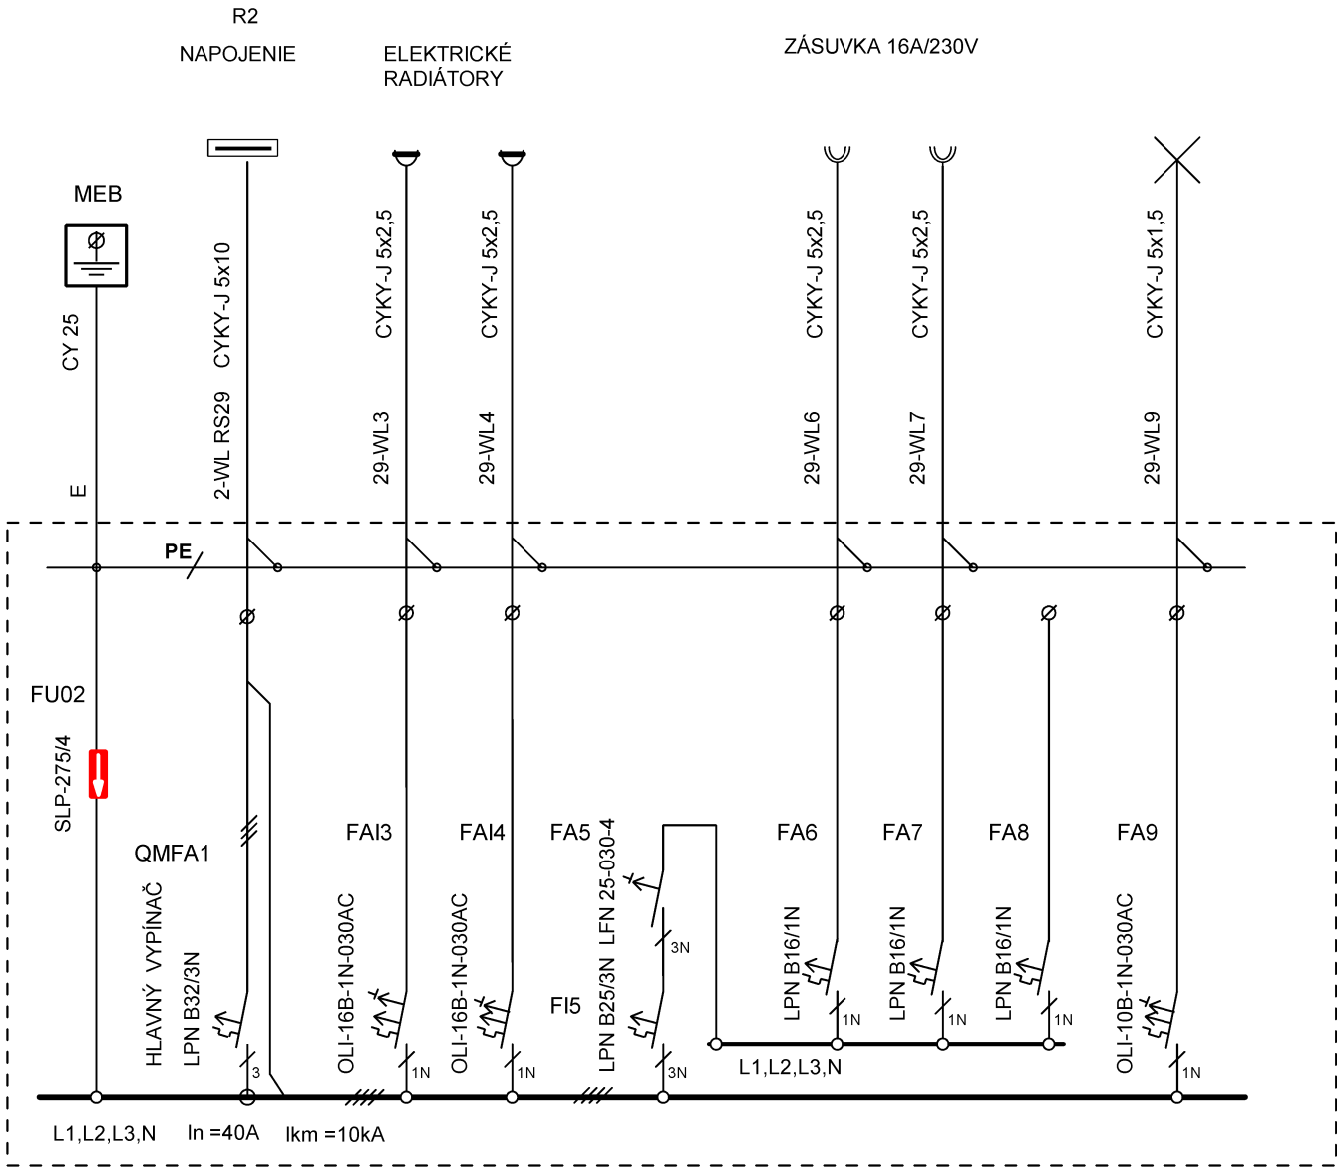 R2
NAPOJENIE
ELEKTRICKÉ
RADIÁTORY
ZÁSUVKA 16A/230V
MEB
CY 25
E
CYKY-J 5x10
2-WL RS29
CYKY-J 5x2,5
29-WL3
CYKY-J 5x2,5
29-WL4
CYKY-J 5x2,5
29-WL6
CYKY-J 5x2,5
29-WL7
CYKY-J 5x1,5
29-WL9
PE
FU02
SLP-275/4
QMFA1
HLAVNÝ VYPÍNAČ
LPN B32/3N
3
FAI3
OLI-16B-1N-030AC
1N
FAI4
OLI-16B-1N-030AC
1N
FA5
LFN 25-030-4
3N
FI5
LPN B25/3N
3N
FA6
LPN B16/1N
1N
FA7
LPN B16/1N
1N
FA8
LPN B16/1N
1N
FA9
OLI-10B-1N-030AC
1N
L1,L2,L3,N
L1,L2,L3,N
In =40A
Ikm =10kA